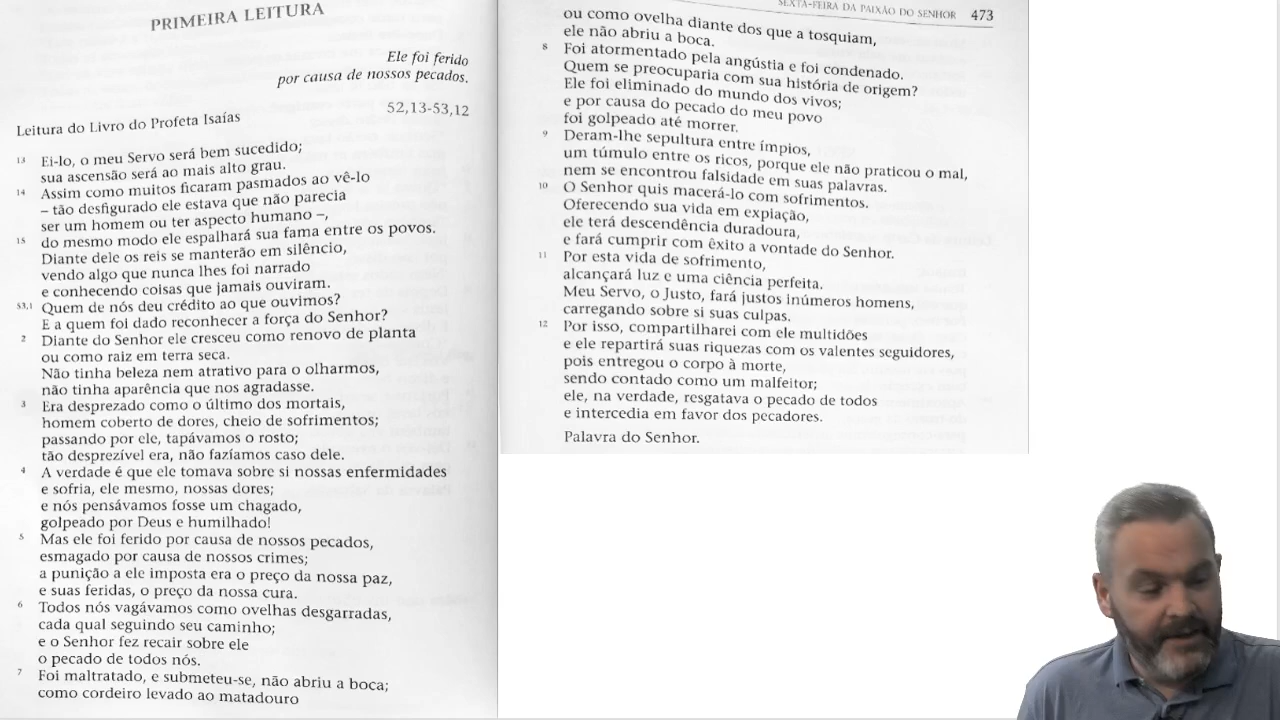 PRIMEIRA LEITURA
Ele foi ferido
por causa de nossos pecados.
52,13-53,12
Leitura do Livro do Profeta Isaías
13 Ei-lo, o meu Servo será bem sucedido;
sua ascensão será ao mais alto grau.
14 Assim como muitos ficaram pasmados ao vê-lo
– tão desfigurado ele estava que não parecia
ser um homem ou ter aspecto humano –,
15 do mesmo modo ele espalhará sua fama entre os povos.
Diante dele os reis se manterão em silêncio,
vendo algo que nunca lhes foi narrado
e conhecendo coisas que jamais ouviram.
53,1 Quem de nós deu crédito ao que ouvimos?
E a quem foi dado reconhecer a força do Senhor?
2 Diante do Senhor ele cresceu como renovo de planta
ou como raiz em terra seca.
Não tinha beleza nem atrativo para o olharmos,
não tinha aparência que nos agradasse.
3 Era desprezado como o último dos mortais,
homem coberto de dores, cheio de sofrimentos;
passando por ele, tapávamos o rosto;
tão desprezível era, não fazíamos caso dele.
4 A verdade é que ele tomava sobre si nossas enfermidades
e sofria, ele mesmo, nossas dores;
e nós pensávamos fosse um chagado,
golpeado por Deus e humilhado!
5 Mas ele foi ferido por causa de nossos pecados,
esmagado por causa de nossos crimes;
a punição a ele imposta era o preço da nossa paz,
e suas feridas, o preço da nossa cura.
6 Todos nós vagávamos como ovelhas desgarradas,
cada qual seguindo seu caminho;
e o Senhor fez recair sobre ele
o pecado de todos nós.
7 Foi maltratado, e submeteu-se, não abriu a boca;
como cordeiro levado ao matadouro
SEXTA-FEIRA DA PAIXÃO DO SENHOR 473
ou como ovelha diante dos que a tosquiam,
ele não abriu a boca.
8 Foi atormentado pela angústia e foi condenado.
Quem se preocuparia com sua história de origem?
Ele foi eliminado do mundo dos vivos;
e por causa do pecado do meu povo
foi golpeado até morrer.
9 Deram-lhe sepultura entre ímpios,
um túmulo entre os ricos, porque ele não praticou o mal,
nem se encontrou falsidade em suas palavras.
10 O Senhor quis macerá-lo com sofrimentos.
Oferecendo sua vida em expiação,
ele terá descendência duradoura,
e fará cumprir com êxito a vontade do Senhor.
11 Por esta vida de sofrimento,
alcançará luz e uma ciência perfeita.
Meu Servo, o Justo, fará justos inúmeros homens,
carregando sobre si suas culpas.
12 Por isso, compartilharei com ele multidões
e ele repartirá suas riquezas com os valentes seguidores,
pois entregou o corpo à morte,
sendo contado como um malfeitor;
ele, na verdade, resgatava o pecado de todos
e intercedia em favor dos pecadores.
Palavra do Senhor.